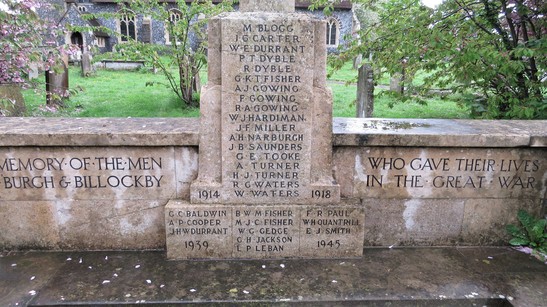 M. BLOGG
J. G. CARTER
W. E. DURRANT
P. T. DYBLE
R. DYBLE
G. K. T. FISHER
A. J. GOWING
F. GOWING
R. A. GOWING
W. J. HARDIMAN
J. F. MILLER
A. H. NARBURGH
J. B. SAUNDERS
G. E. TOOKE
A. TURNER
H. J. TURNER
R. G. WATERS
W. WATERS
1914 1918
MEMORY OF THE MEN
BURGH & BILLOCKBY
WHO GAVE THEIR LIVES
IN THE GREAT WAR
G. C. BALDWIN
A. P. COOPER
J. H. W. DURRANT
1939
B. W. M. FISHER
M. J. C. FISHER
W. G. GEDGE
G. H. JACKSON
L. P. LEBAN
F. R. PAUL
W. H. QUANTRILL
E. J. SMITH
1945